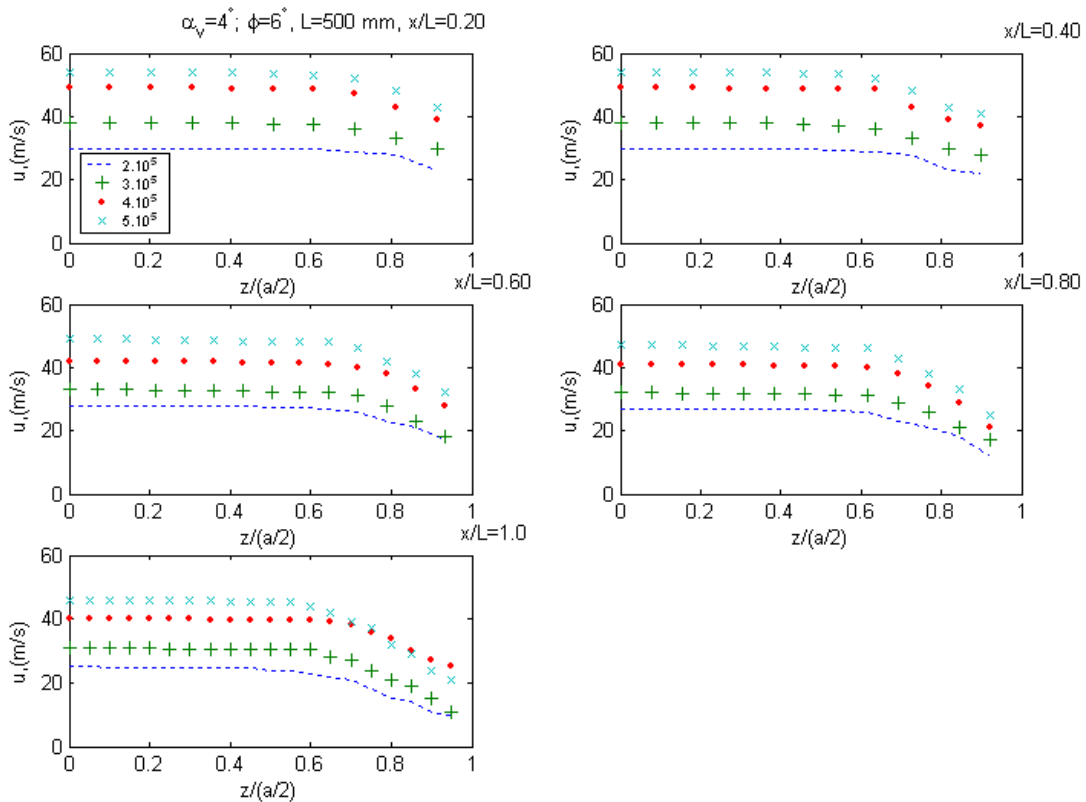 α_v=4°; ϕ=6°, L=500 mm, x/L=0.20
60
40
20
0
u,(m/s)
2.10^5
3.10^5
4.10^5
5.10^5
0 0.2 0.4 0.6 0.8 1
z/(a/2)
x/L=0.40
60
40
20
0
u,(m/s)
0 0.2 0.4 0.6 0.8 1
z/(a/2)
x/L=0.60
60
40
20
0
u,(m/s)
0 0.2 0.4 0.6 0.8 1
z/(a/2)
x/L=0.80
60
40
20
0
u,(m/s)
0 0.2 0.4 0.6 0.8 1
z/(a/2)
x/L=1.0
60
40
20
0
u,(m/s)
0 0.2 0.4 0.6 0.8 1
z/(a/2)